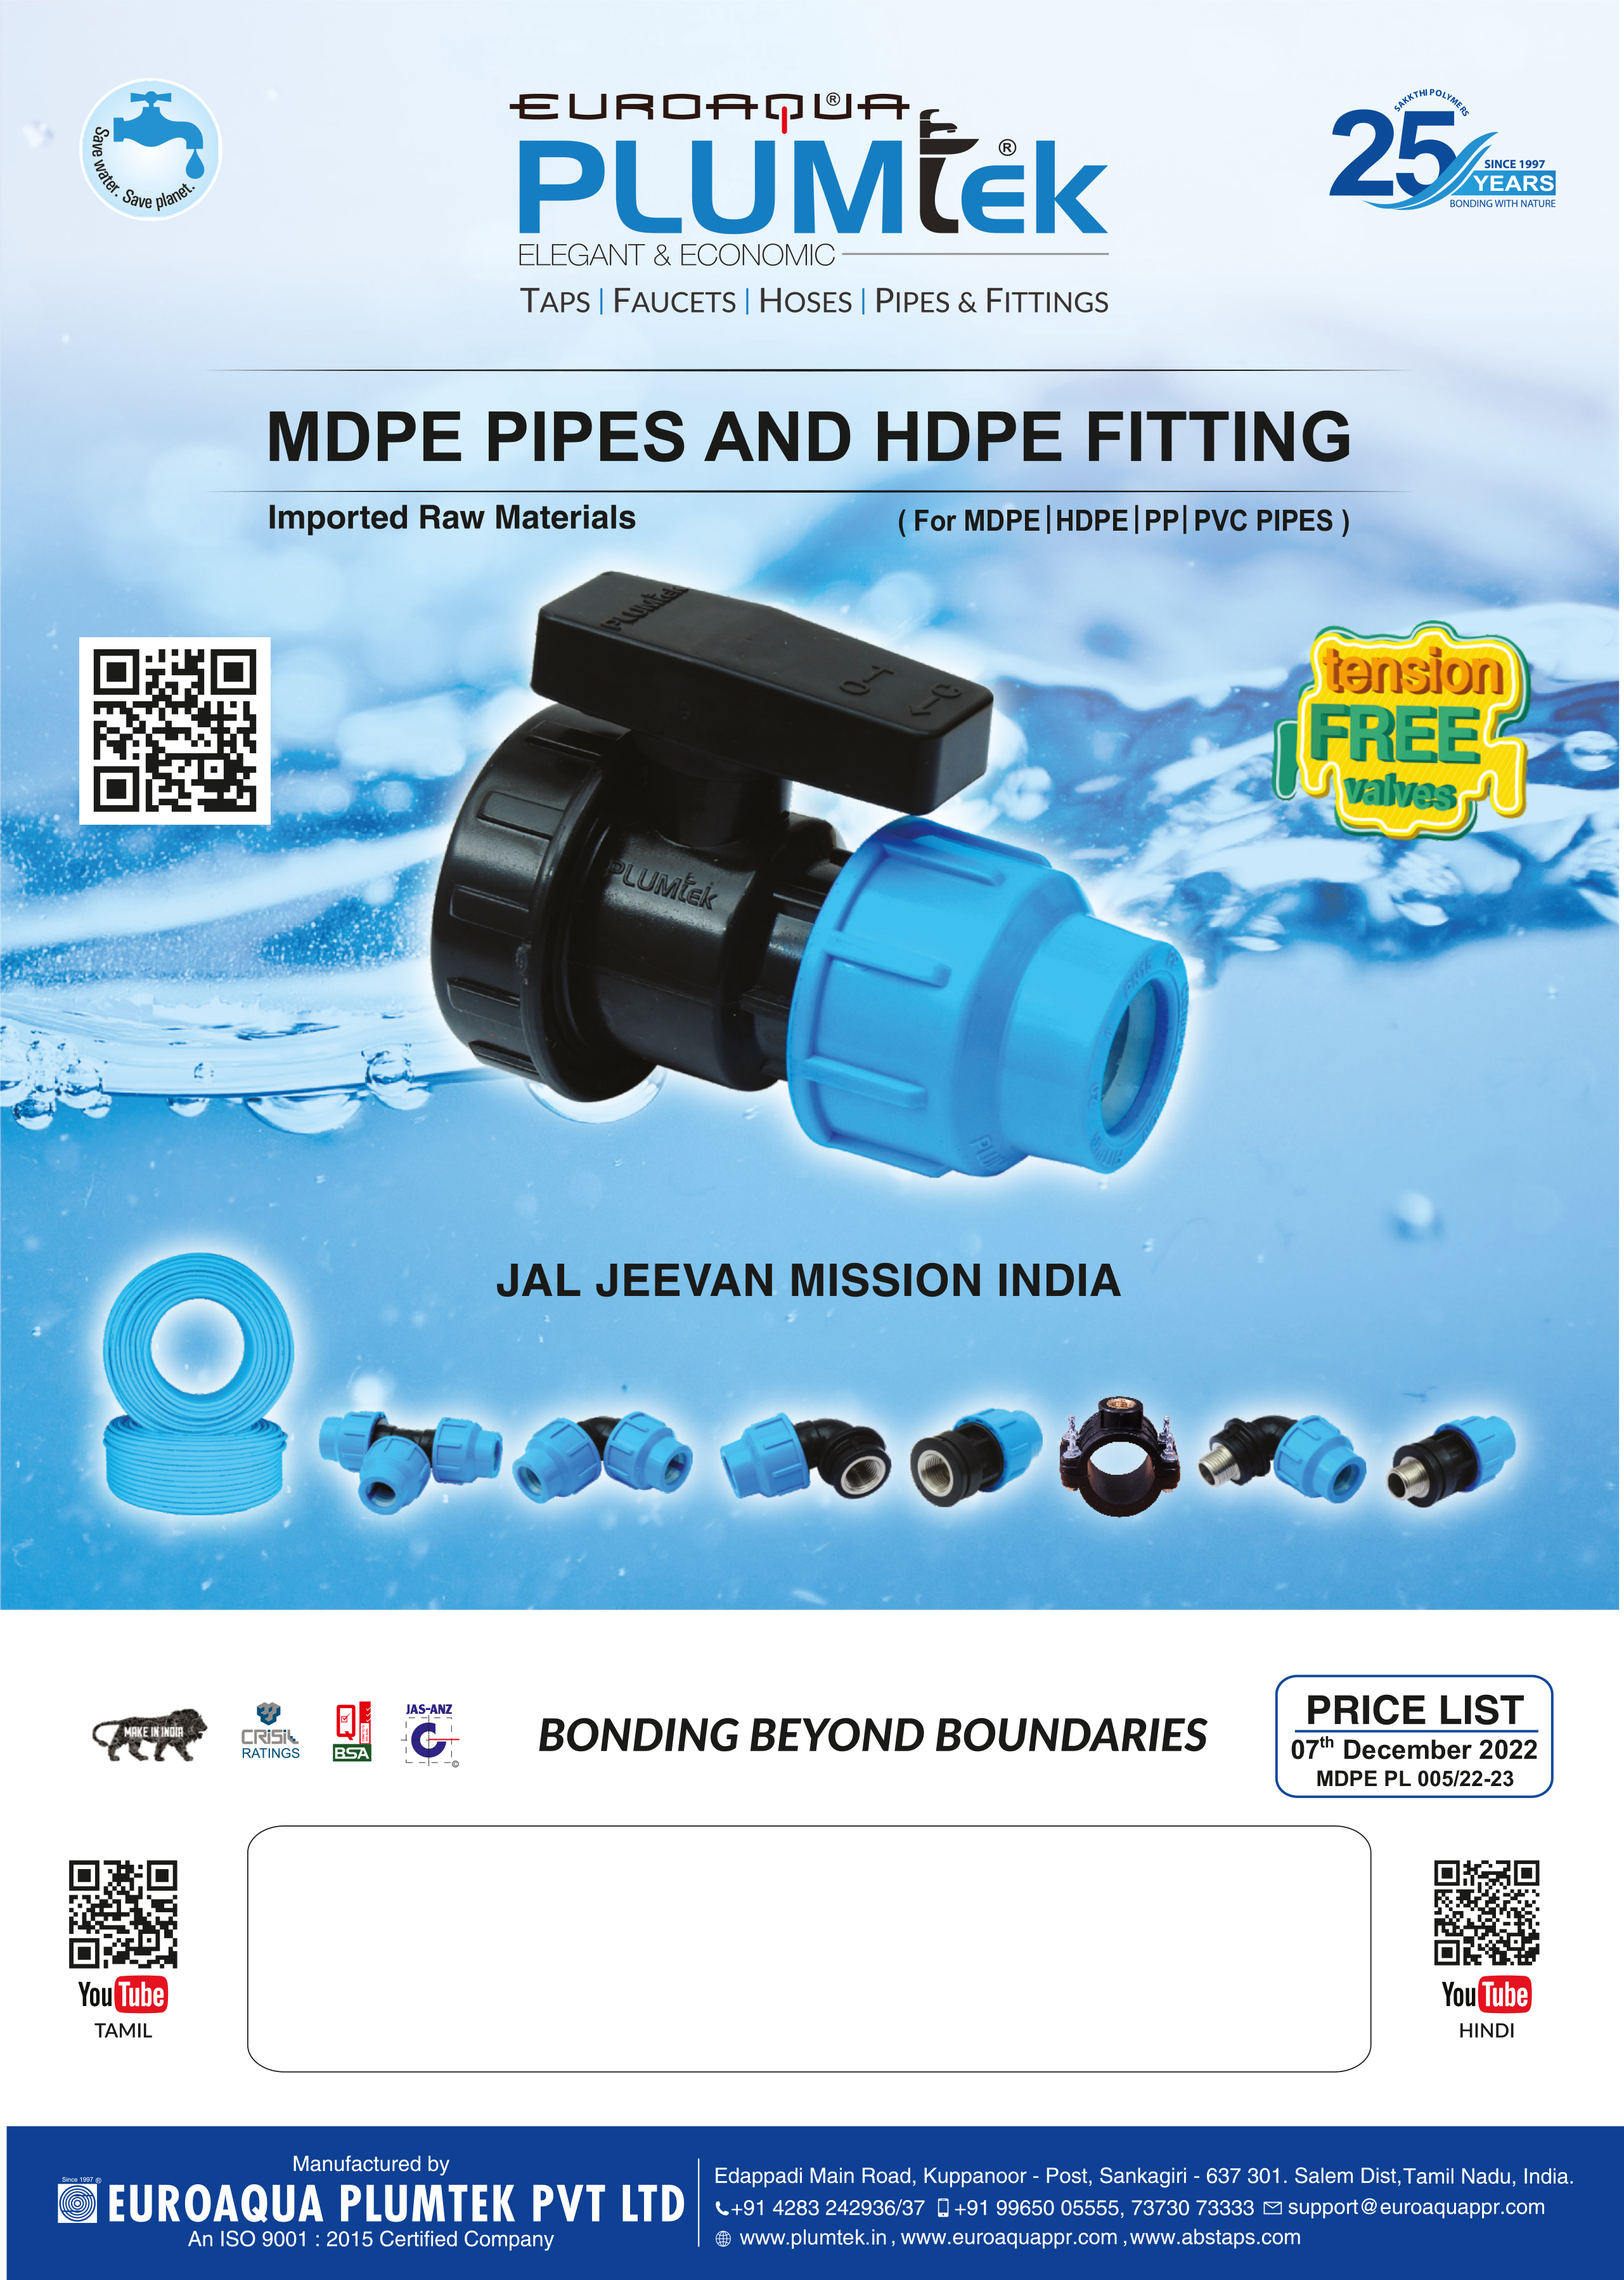 Save water. Save planet.
EUROAQUA®
PLUMtek®
ELEGANT & ECONOMIC
TAPS | FAUCETS | HOSES | PIPES & FITTINGS
SAKKTHI POLYMERS
25
SINCE 1997
YEARS
BONDING WITH NATURE
MDPE PIPES AND HDPE FITTING
Imported Raw Materials
( For MDPE|HDPE|PP|PVC PIPES )
PLUMtek
O
C
PLUMtek
tension
FREE
valves
JAL JEEVAN MISSION INDIA
MAKE IN INDIA
CRISIL
RATINGS
Q
BSA
JAS-ANZ
C
©
BONDING BEYOND BOUNDARIES
PRICE LIST
07th December 2022
MDPE PL 005/22-23
YouTube
TAMIL
YouTube
HINDI
Manufactured by
Since 1997 ®
EUROAQUA PLUMTEK PVT LTD
An ISO 9001 : 2015 Certified Company
Edappadi Main Road, Kuppanoor - Post, Sankagiri - 637 301. Salem Dist,Tamil Nadu, India.
+91 4283 242936/37 +91 99650 05555, 73730 73333 support@euroaquappr.com
www.plumtek.in , www.euroaquappr.com ,www.abstaps.com